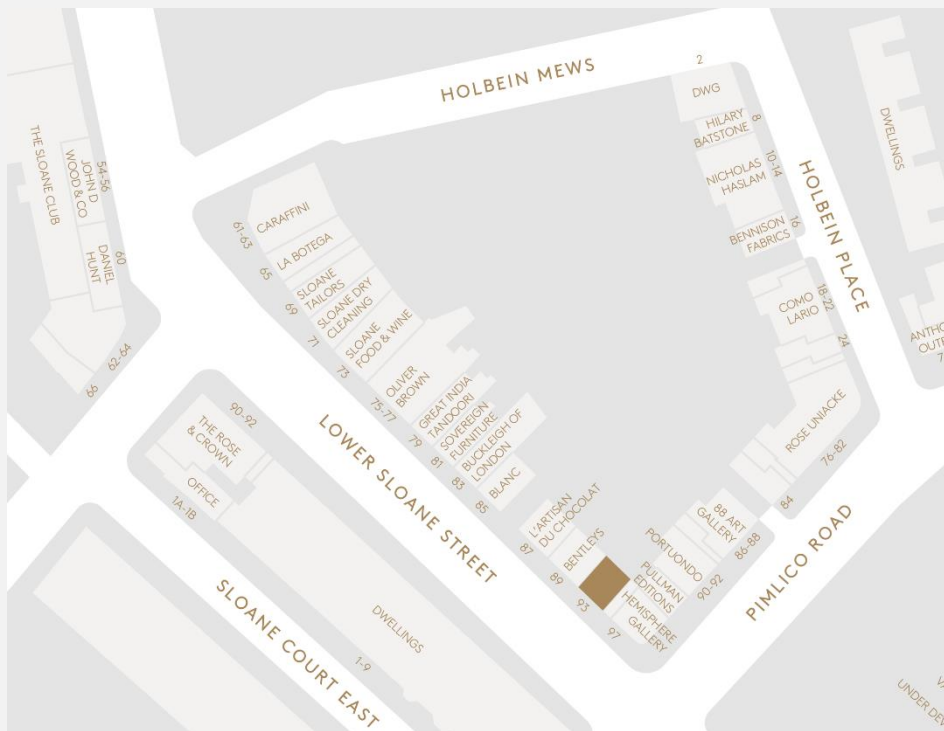 HOLBEIN MEWS
2
DWG
HILARY
BATSTONE
8
NICHOLAS
HASLAM
10-14
BENNISON
FABRICS
16
HOLBEIN PLACE
DWELLINGS
COMO
LARIO
18-22
24
ANTHO
OUTE
7
ROSE UNIACKE
76-82
84
THE SLOANE CLUB
54-56
JOHN D
WOOD & CO
60
DANIEL
HUNT
62-64
66
CARAFFINI
61-63
LA BOTEGA
65
SLOANE
TAILORS
69
SLOANE DRY
CLEANING
71
SLOANE
FOOD & WINE
73
OLIVER
BROWN
75-77
GREAT INDIA
TANDOORI
79
SOVEREIGN
FURNITURE
81
BUCKLEIGH OF
LONDON
83
BLANC
85
L'ARTISAN
DU CHOCOLAT
87
BENTLEYS
89
93
HEMISPHERE
GALLERY
97
PULLMAN
EDITIONS
PORTUONDO
90-92
88 ART
GALLERY
86-88
PIMLICO ROAD
LOWER SLOANE STREET
90-92
THE ROSE
& CROWN
OFFICE
1A-1B
SLOANE COURT EAST
DWELLINGS
1-9
VA
UNDER DEV